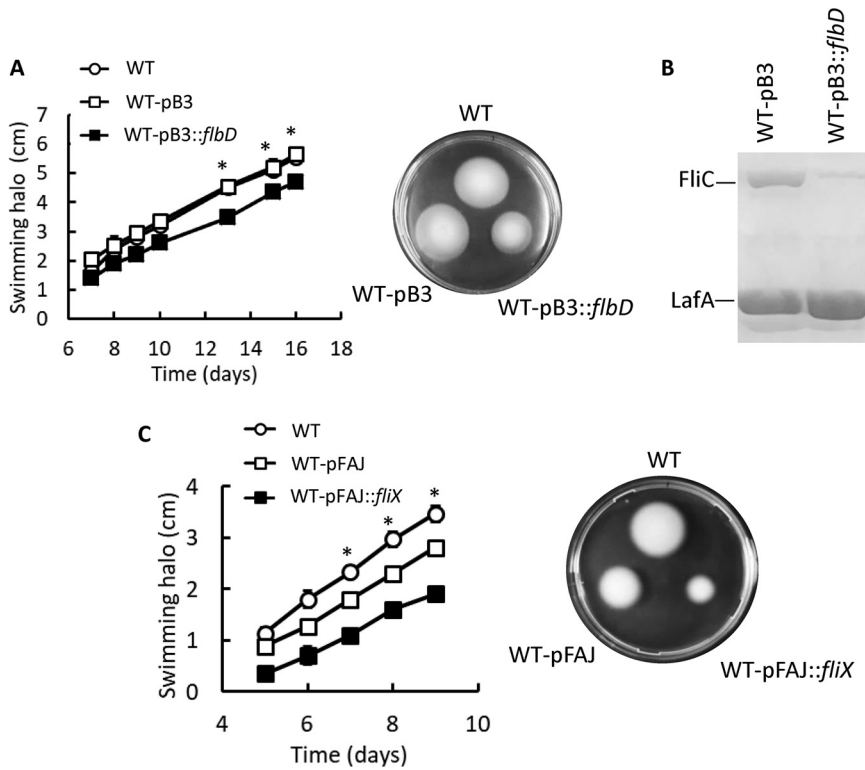 A
WT
WT-pB3
WT-pB3::flbD
Swimming halo (cm)
7
6
5
4
3
2
1
0
* * *
6 8 10 12 14 16 18
Time (days)
WT
WT-pB3
WT-pB3::flbD
B
WT-pB3
WT-pB3::flbD
FliC
LafA
C
WT
WT-pFAJ
WT-pFAJ::fliX
Swimming halo (cm)
4
3
2
1
0
* * *
4 6 8 10
Time (days)
WT
WT-pFAJ
WT-pFAJ::fliX